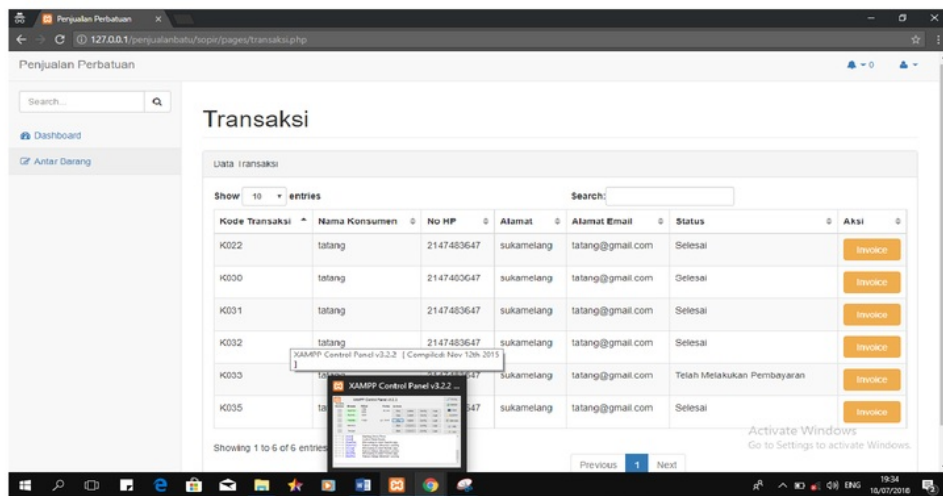 Penjualan Perbatuan
127.0.0.1/penjualanbatu/sopir/pages/transaksi.php
Penjualan Perbatuan
0
Search...
Dashboard
Antar Barang
Transaksi
Data Transaksi
Show 10 entries
Search:
Kode Transaksi Nama Konsumen No HP Alamat Alamat Email Status Aksi
K022 tatang 2147483647 sukamelang tatang@gmail.com Selesai Invoice
K030 tatang 2147483647 sukamelang tatang@gmail.com Selesai Invoice
K031 tatang 2147483647 sukamelang tatang@gmail.com Selesai Invoice
K032 tatang 2147483647 sukamelang tatang@gmail.com Selesai Invoice
XAMPP Control Panel v3.2.2 [ Compiled: Nov 12th 2015
]
K033 sukamelang tatang@gmail.com Telah Melakukan Pembayaran Invoice
XAMPP Control Panel v3.2.2 ...
K035 ta 647 sukamelang tatang@gmail.com Selesai Invoice
Activate Windows
Go to Settings to activate Windows.
Showing 1 to 6 of 6 entries
Previous 1 Next
ENG
19:34
18/07/2018